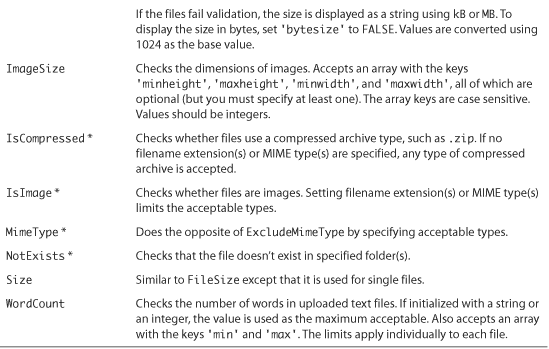 If the files fail validation, the size is displayed as a string using kB or MB. To
display the size in bytes, set 'bytesize' to FALSE. Values are converted using
1024 as the base value.
ImageSize Checks the dimensions of images. Accepts an array with the keys
'minheight', 'maxheight', 'minwidth', and 'maxwidth', all of which are
optional (but you must specify at least one). The array keys are case sensitive.
Values should be integers.
IsCompressed * Checks whether files use a compressed archive type, such as .zip. If no
filename extension(s) or MIME type(s) are specified, any type of compressed
archive is accepted.
IsImage * Checks whether files are images. Setting filename extension(s) or MIME type(s)
limits the acceptable types.
MimeType * Does the opposite of ExcludeMimeType by specifying acceptable types.
NotExists * Checks that the file doesn't exist in specified folder(s).
Size Similar to FileSize except that it is used for single files.
WordCount Checks the number of words in uploaded text files. If initialized with a string or
an integer, the value is used as the maximum acceptable. Also accepts an array
with the keys 'min' and 'max'. The limits apply individually to each file.